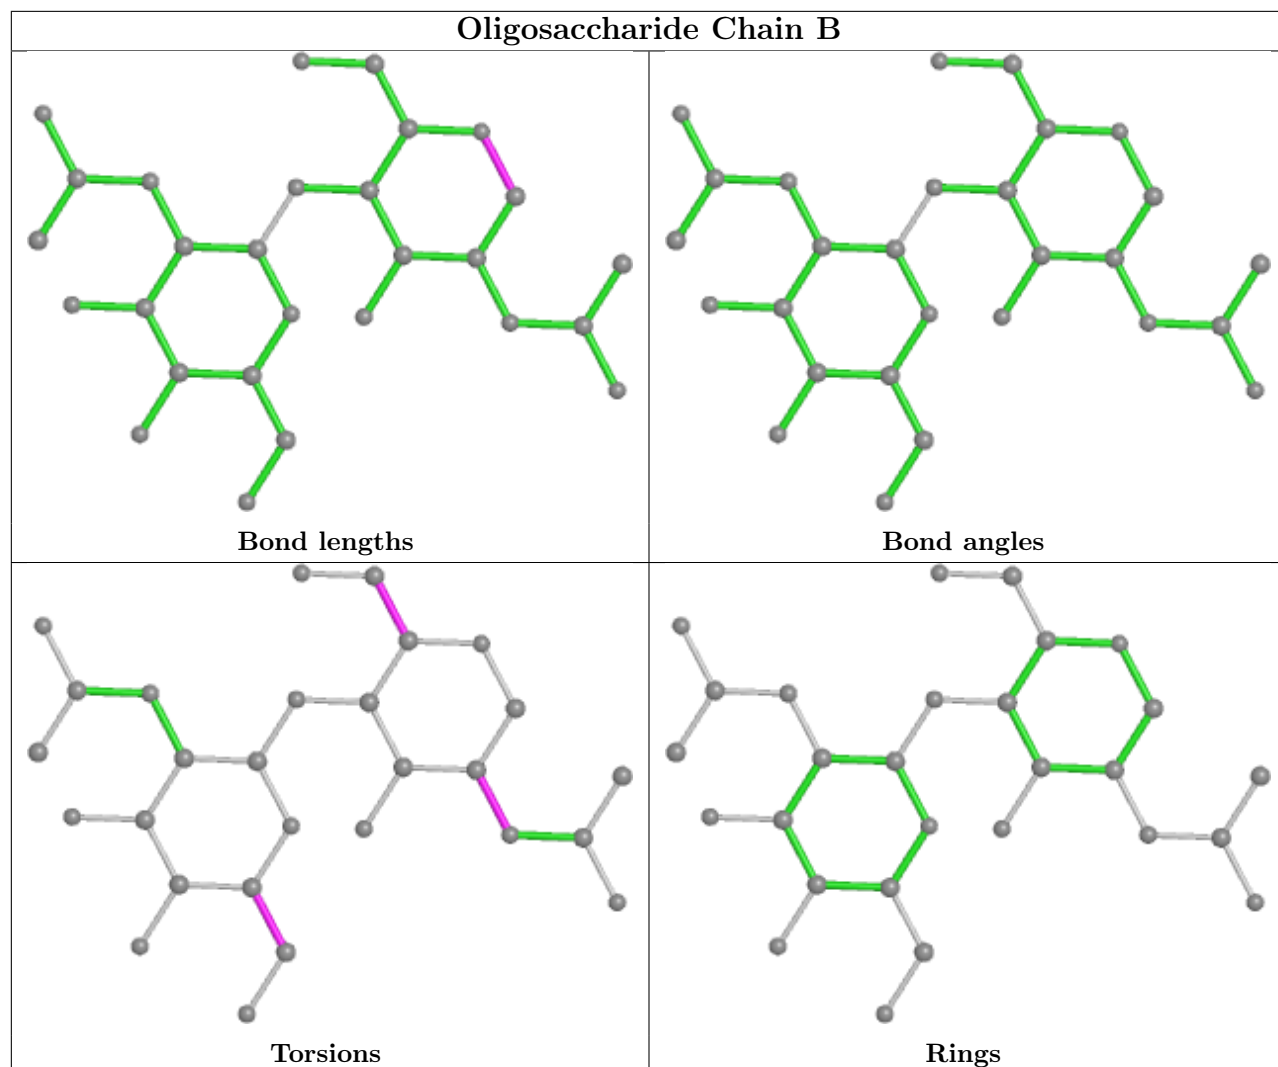 Oligosaccharide Chain B
Bond lengths
Bond angles
Torsions
Rings